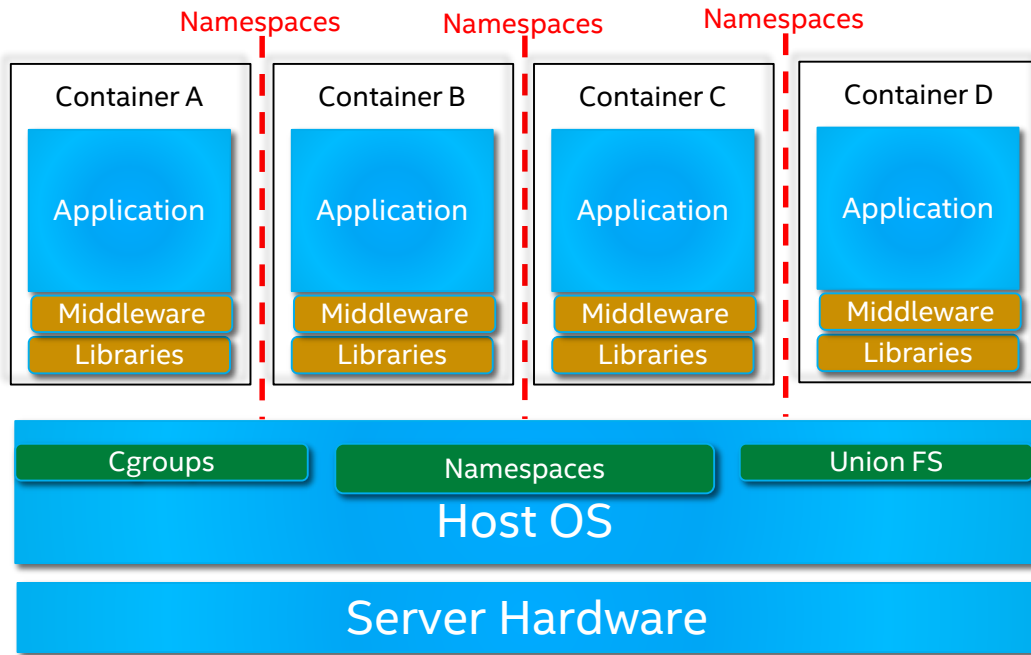 Namespaces
Namespaces
Namespaces
Container A
Container B
Container C
Container D
Application
Application
Application
Application
Middleware
Middleware
Middleware
Middleware
Libraries
Libraries
Libraries
Libraries
Cgroups
Namespaces
Union FS
Host OS
Server Hardware